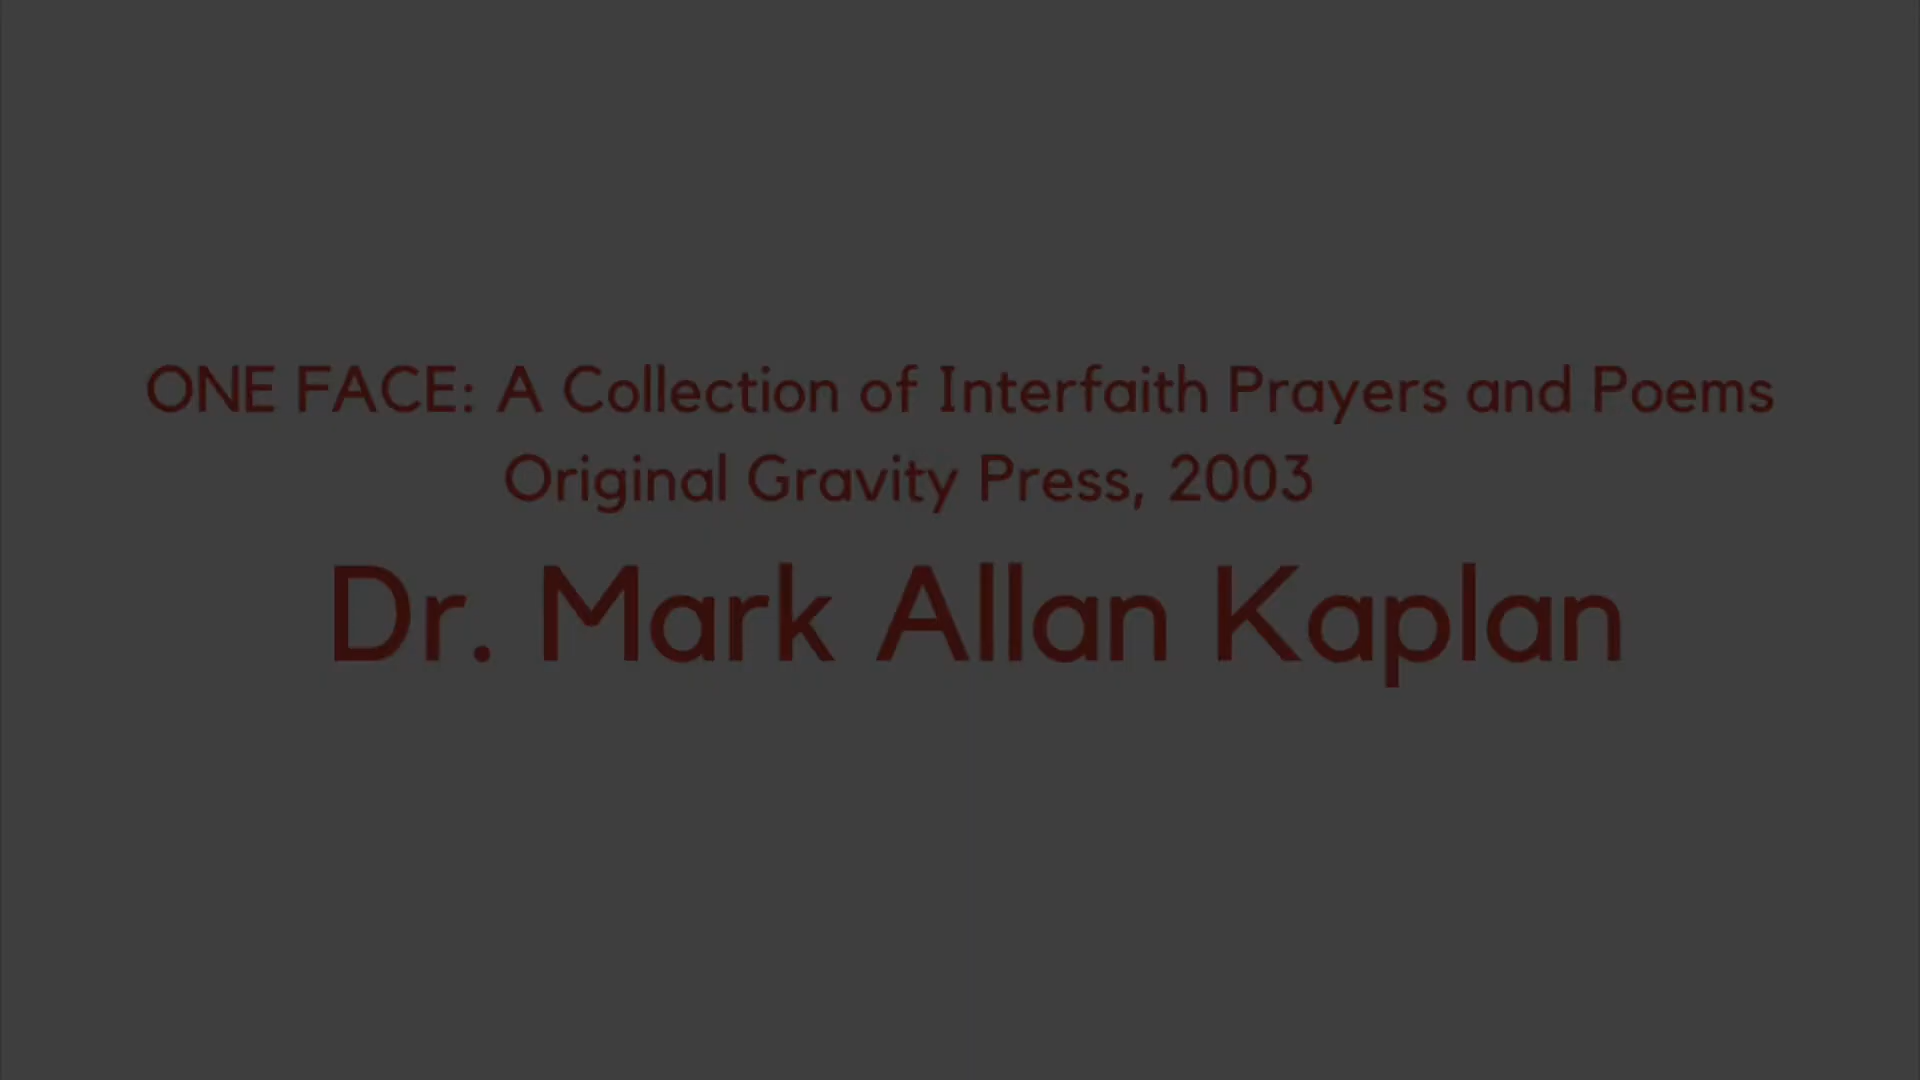 ONE FACE: A Collection of Interfaith Prayers and Poems
Original Gravity Press, 2003
Dr. Mark Allan Kaplan